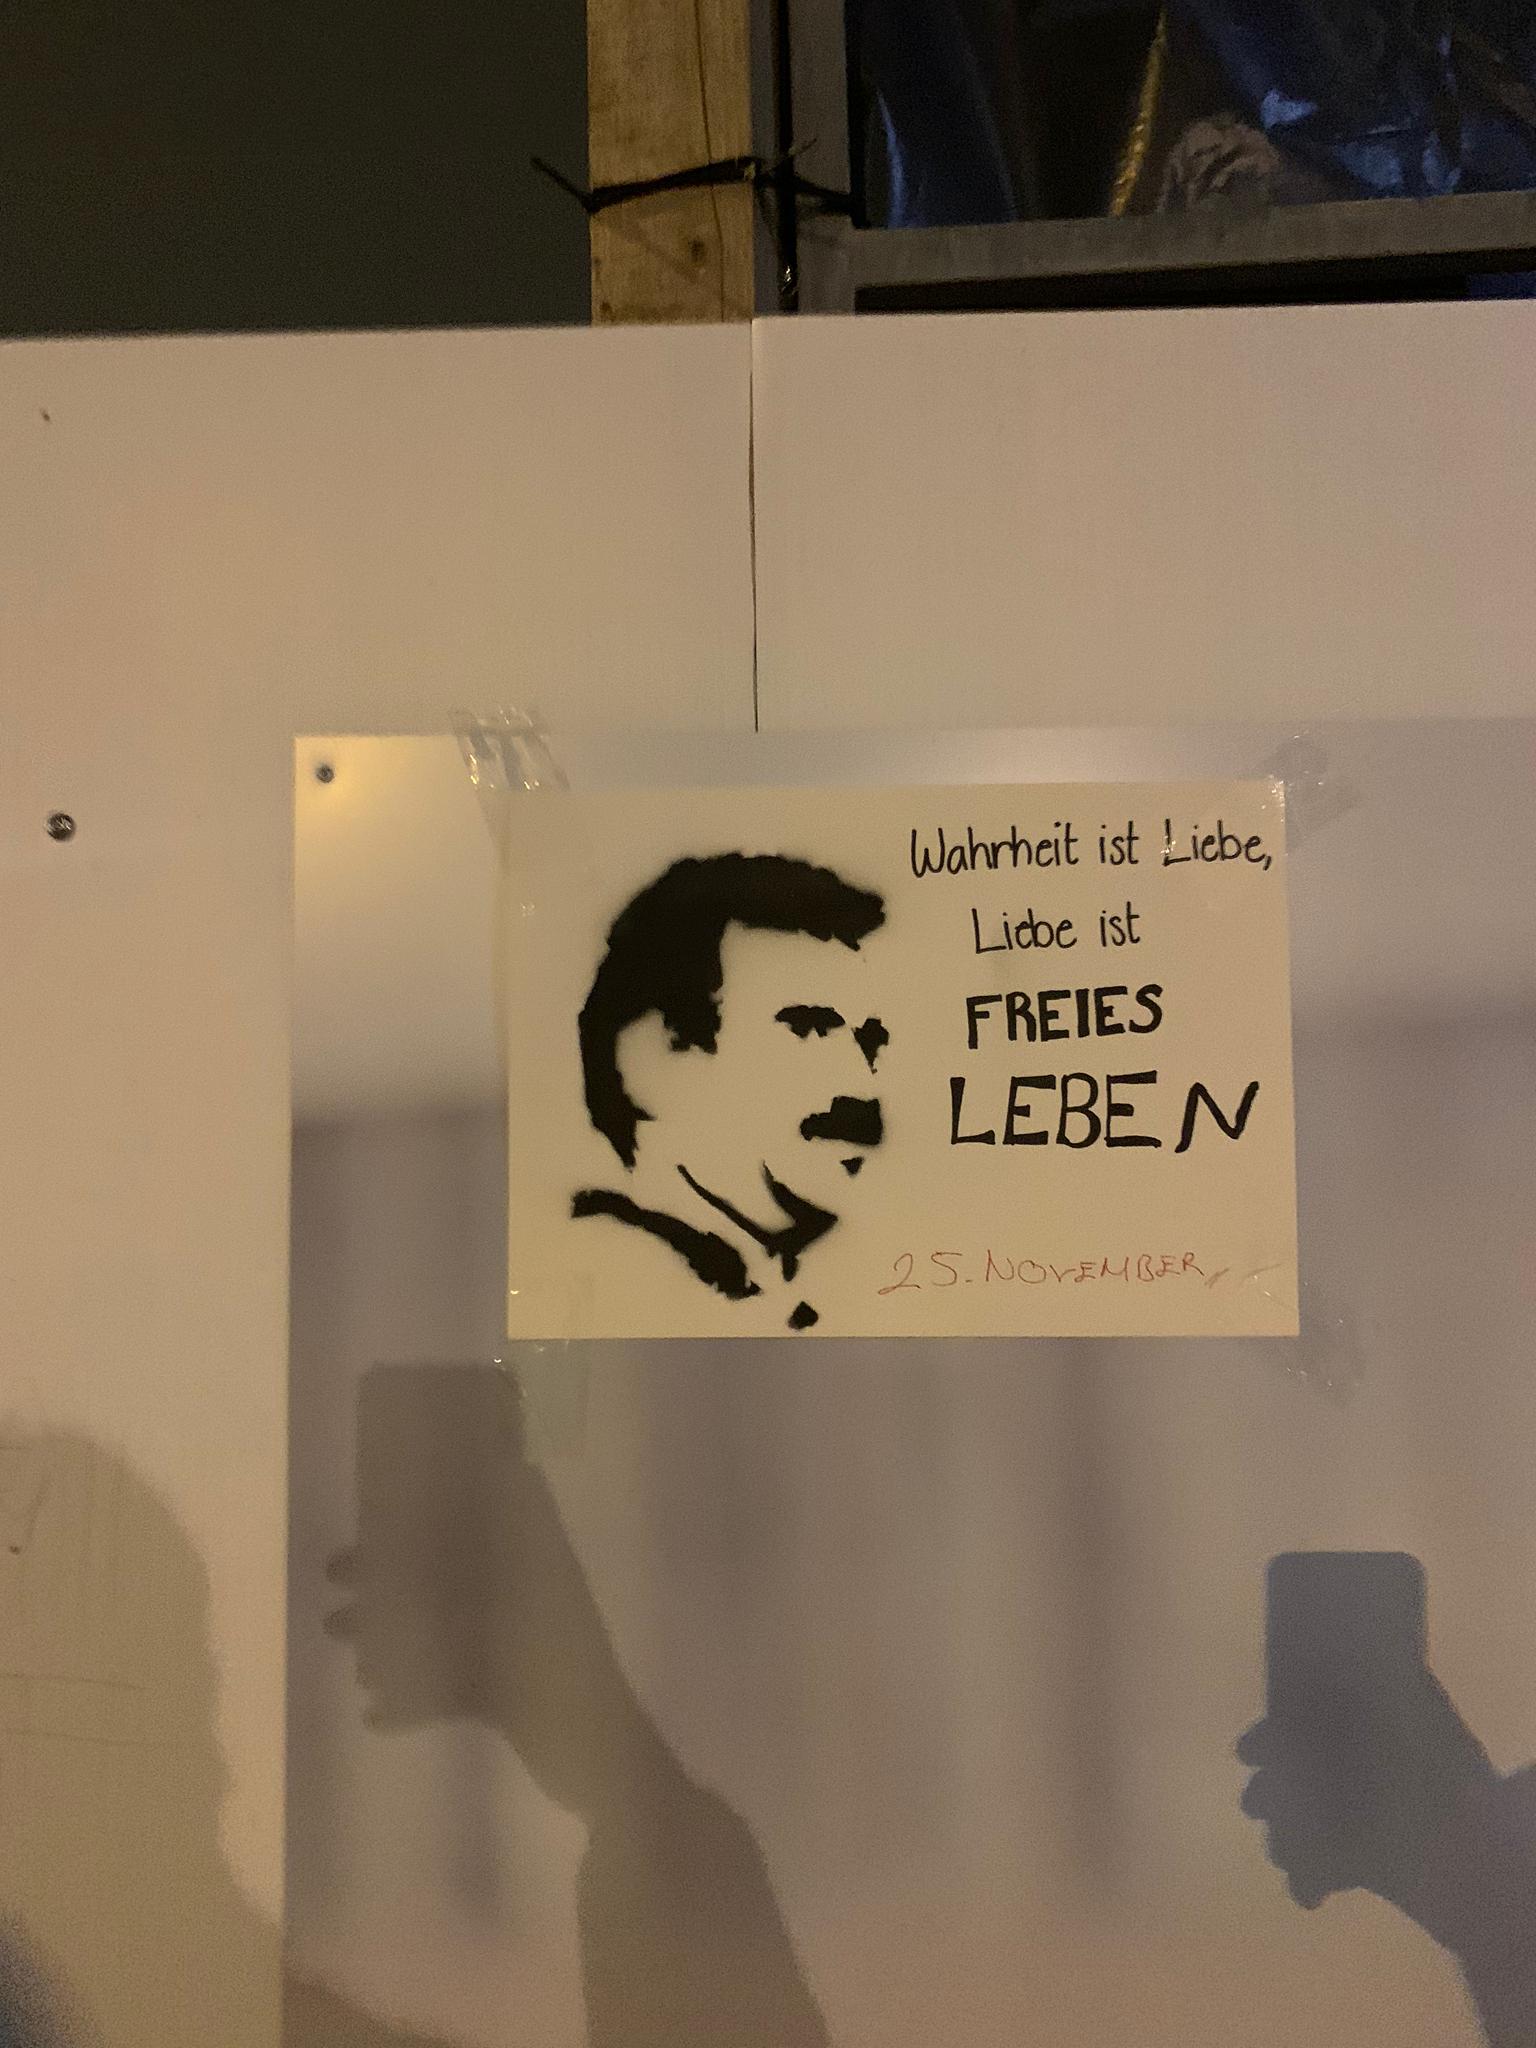 Wahrheit ist Liebe,
Liebe ist
FREIES
LEBEN
25. NOVEMBER